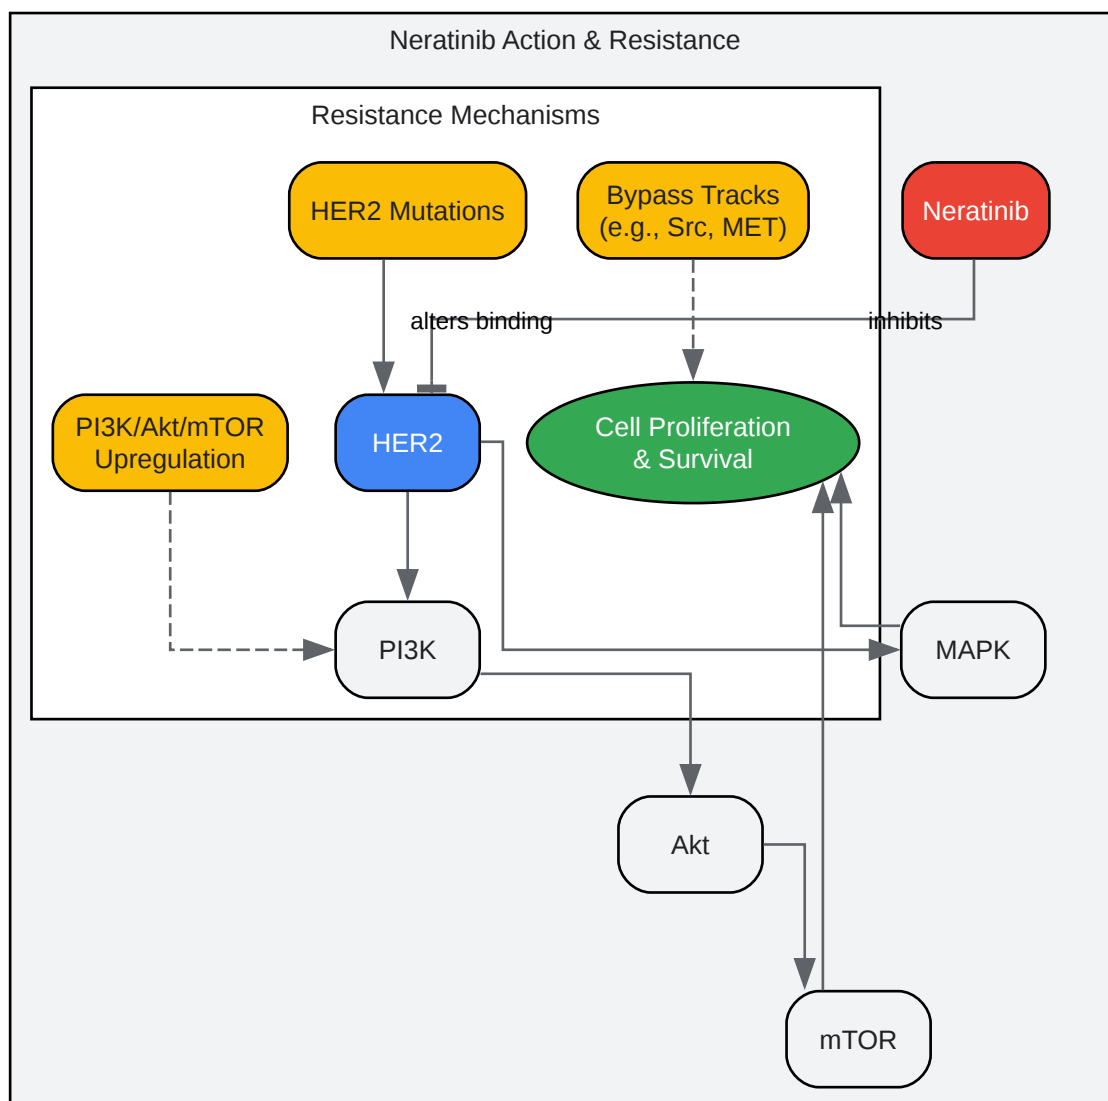 Neratinib Action & Resistance
Resistance Mechanisms
HER2 Mutations
Bypass Tracks
(e.g., Src, MET)
Neratinib
alters binding
inhibits
PI3K/Akt/mTOR
Upregulation
HER2
Cell Proliferation
& Survival
PI3K
MAPK
Akt
mTOR